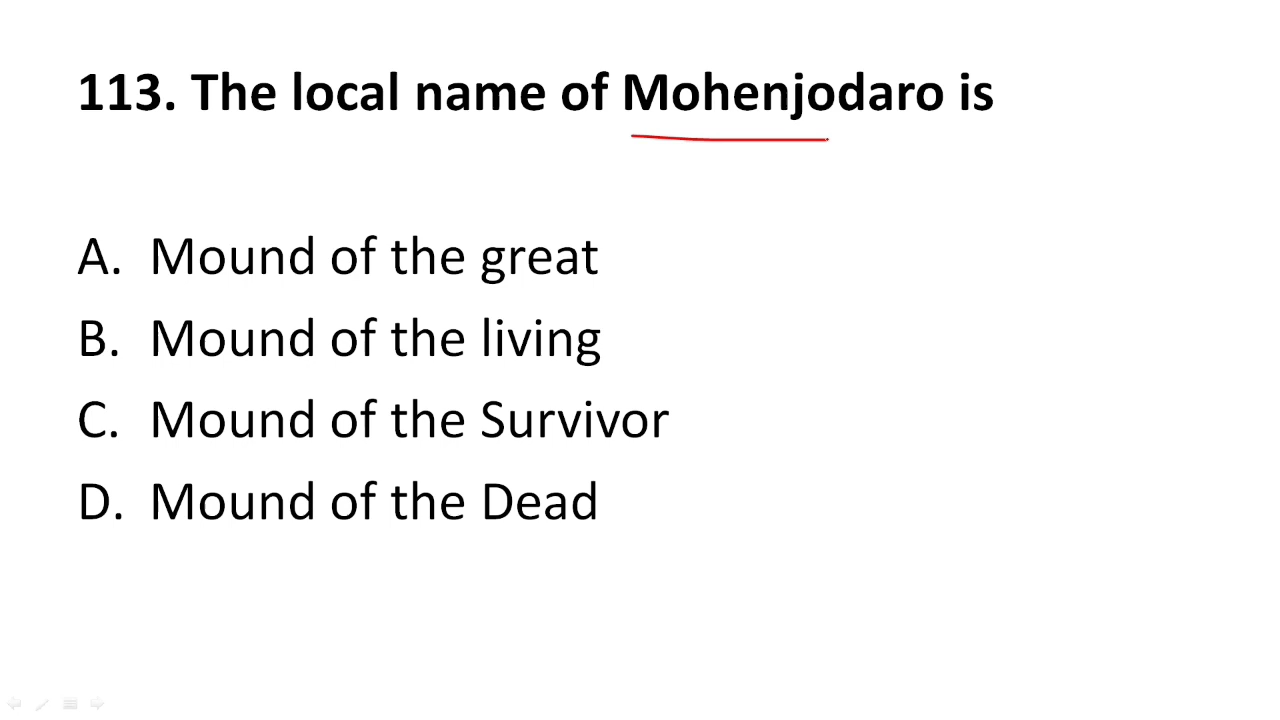 113. The local name of Mohenjodaro is
A. Mound of the great
B. Mound of the living
C. Mound of the Survivor
D. Mound of the Dead